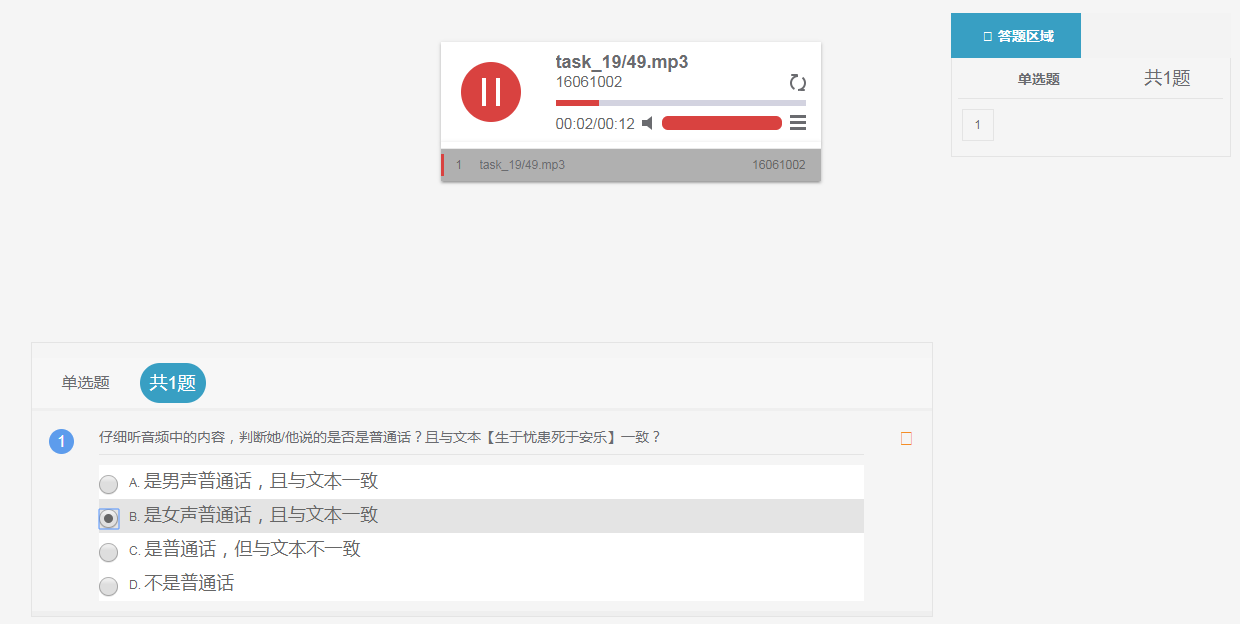 task_19/49.mp3
16061002
00:02/00:12
1 task_19/49.mp3 16061002
答题区域
单选题 共1题
1
单选题 共1题
1 仔细听音频中的内容，判断她/他说的是否是普通话？且与文本【生于忧患死于安乐】一致？
A. 是男声普通话，且与文本一致
B. 是女声普通话，且与文本一致
C. 是普通话，但与文本不一致
D. 不是普通话